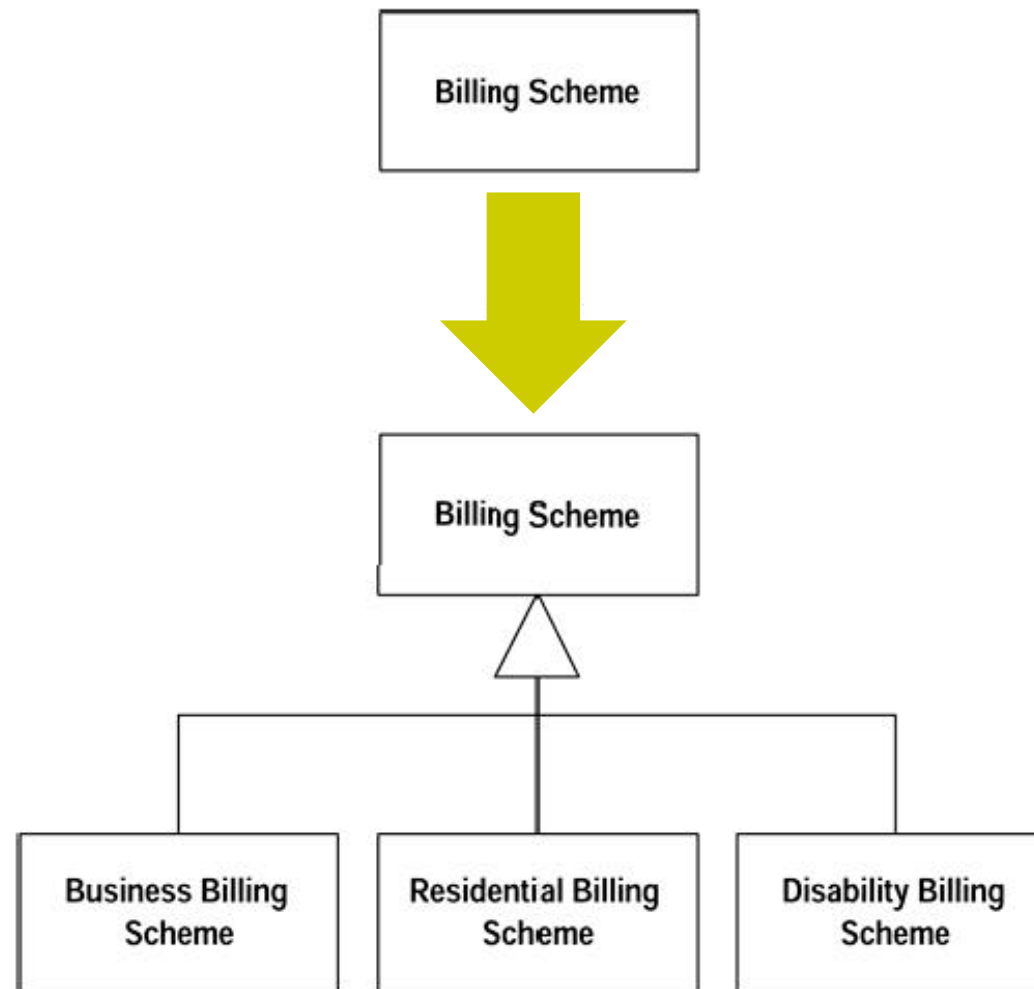 Billing Scheme
Billing Scheme
Business Billing
Scheme
Residential Billing
Scheme
Disability Billing
Scheme